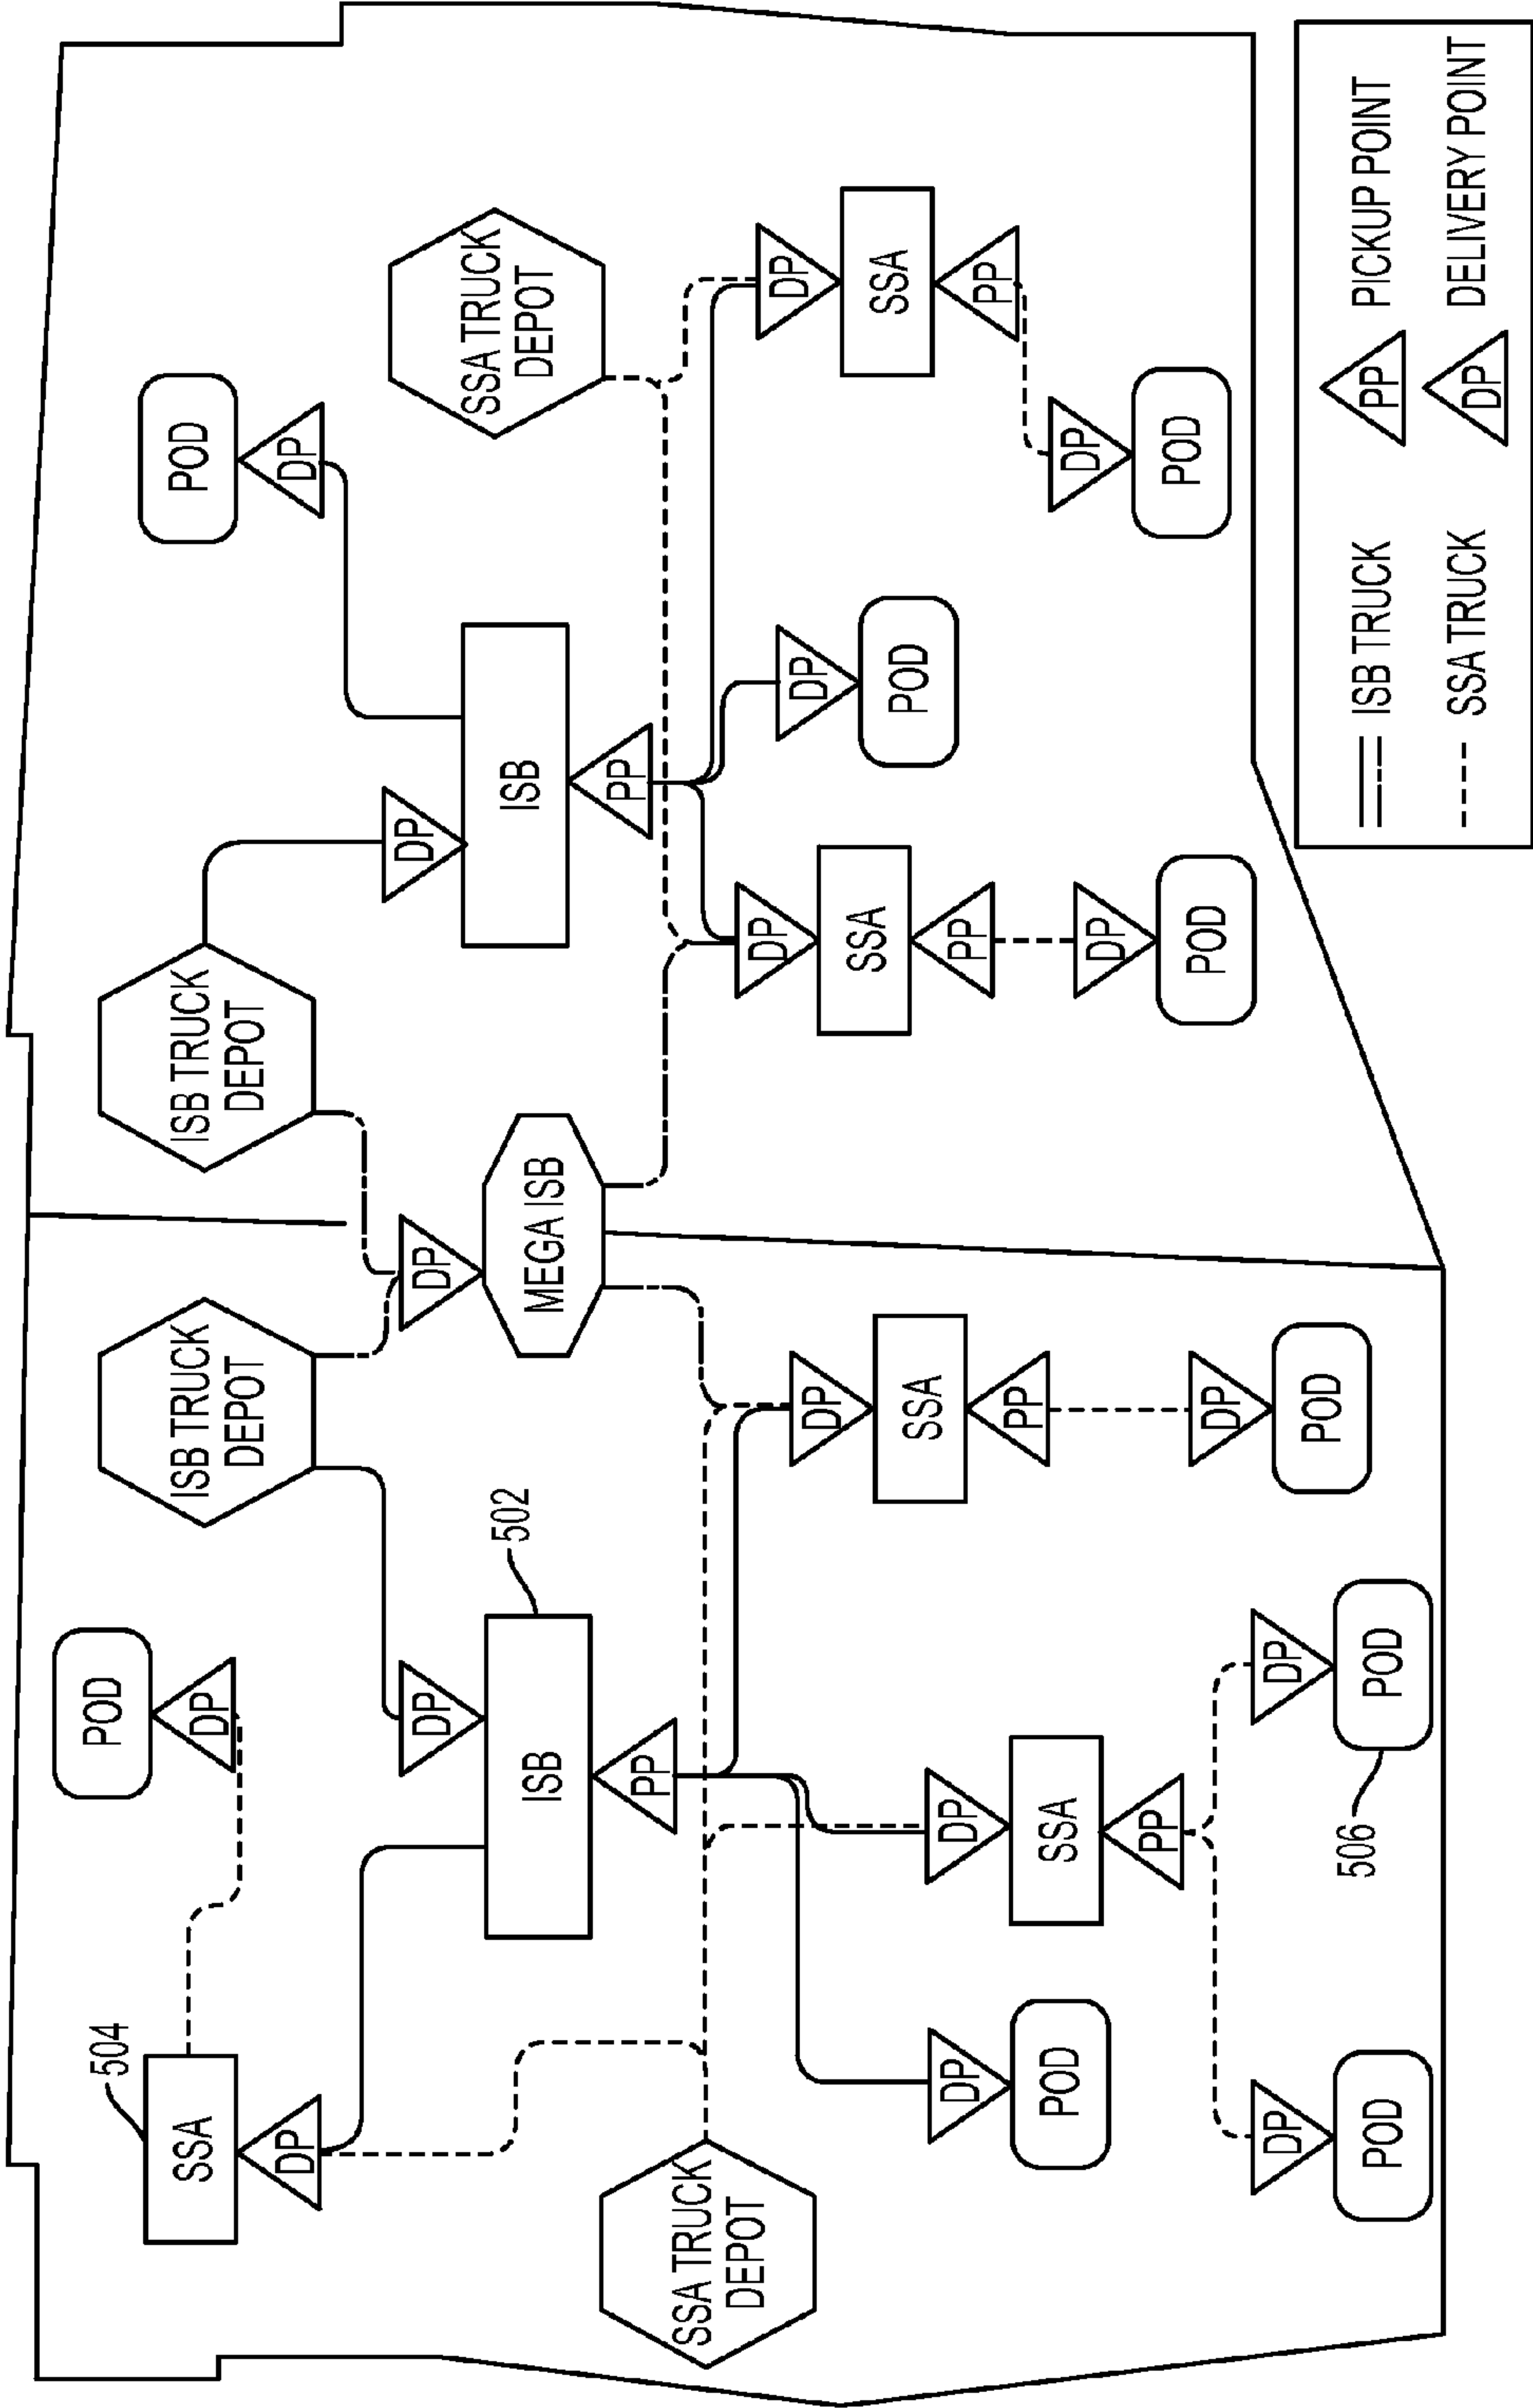 504
POD
SSA
ISB TRUCK
DEPOT
ISB TRUCK
DEPOT
POD
DP
DP
DP
DP
DP
DP
SSA TRUCK
DEPOT
502
ISB
MEGA ISB
ISB
PP
PP
SSA TRUCK
DEPOT
DP
DP
DP
DP
SSA
SSA
POD
SSA
DP
DP
PP
PP
PP
POD
SSA
DP
DP
PP
DP
POD
POD
DP
DP
POD
506
POD
POD
ISB TRUCK
PP
PICKUP POINT
SSA TRUCK
DP
DELIVERY POINT